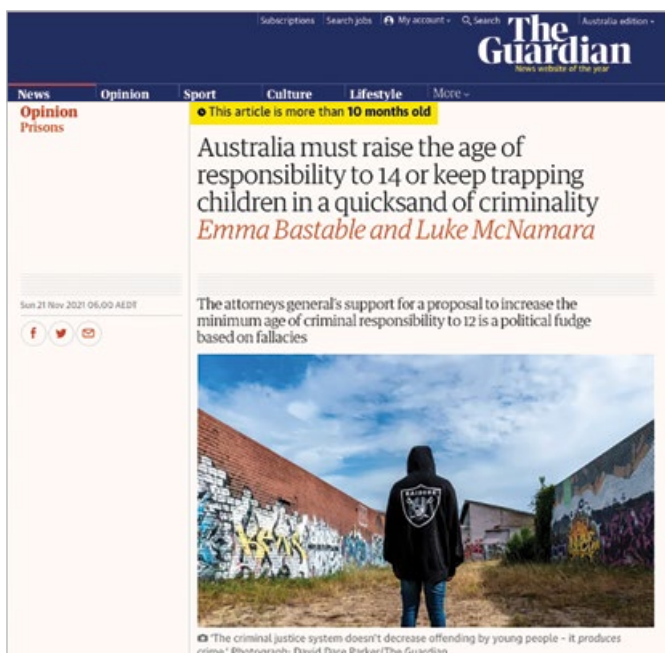 Subscriptions Search jobs My account Search Australia edition
The
Guardian
News website of the year
News Opinion Sport Culture Lifestyle More
Opinion
Prisons
This article is more than 10 months old
Australia must raise the age of
responsibility to 14 or keep trapping
children in a quicksand of criminality
Emma Bastable and Luke McNamara
Sun 21 Nov 2021 06.00 AEDT
The attorneys general's support for a proposal to increase the
minimum age of criminal responsibility to 12 is a political fudge
based on fallacies
RAIDERS
'The criminal justice system doesn't decrease offending by young people – it produces
crime.' Photograph: David Dare Parker/The Guardian